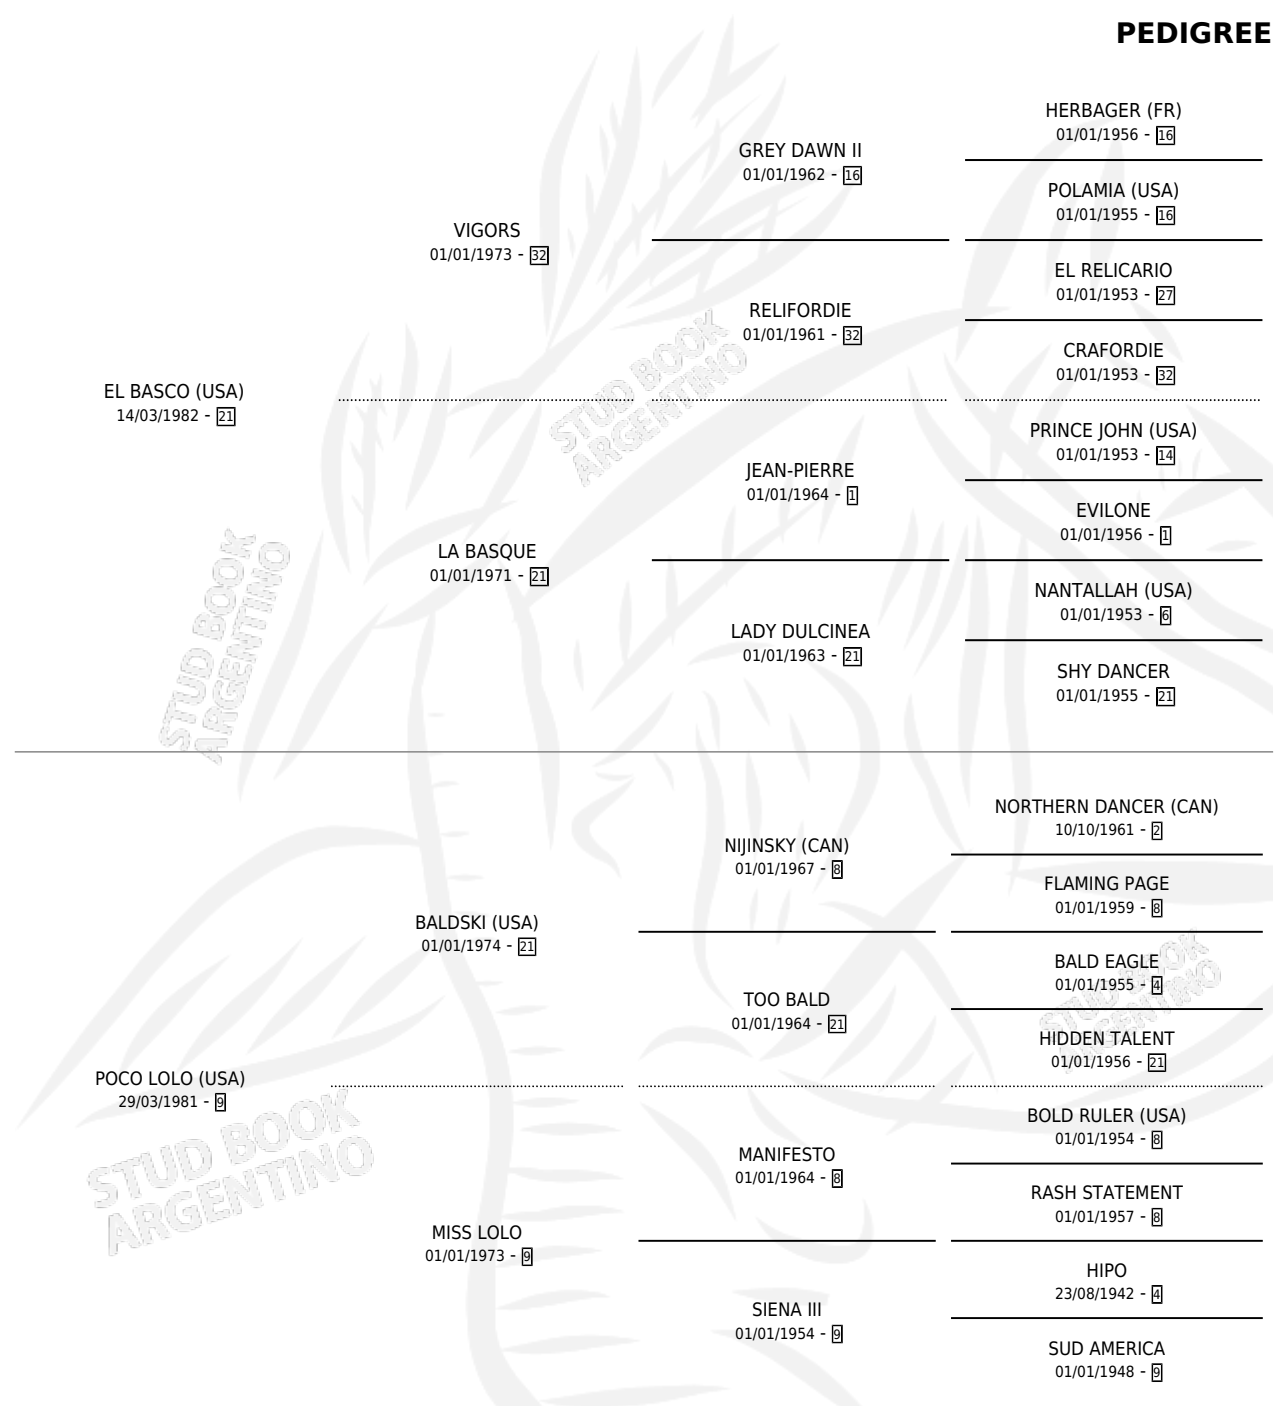 PEDIGREE
HERBAGER (FR)
01/01/1956 - 16
GREY DAWN II
01/01/1962 - 16
POLAMIA (USA)
01/01/1955 - 16
VIGORS
01/01/1973 - 32
EL RELICARIO
01/01/1953 - 27
RELIFORDIE
01/01/1961 - 32
CRAFORDIE
01/01/1953 - 32
EL BASCO (USA)
14/03/1982 - 21
STUD BOOK
ARGENTINO
PRINCE JOHN (USA)
01/01/1953 - 14
JEAN-PIERRE
01/01/1964 - 1
EVILONE
01/01/1956 - 1
LA BASQUE
01/01/1971 - 21
NANTALLAH (USA)
01/01/1953 - 6
LADY DULCINEA
01/01/1963 - 21
SHY DANCER
01/01/1955 - 21
STUD BOOK
ARGENTINO
NORTHERN DANCER (CAN)
10/10/1961 - 2
NIJINSKY (CAN)
01/01/1967 - 8
FLAMING PAGE
01/01/1959 - 8
BALDSKI (USA)
01/01/1974 - 21
BALD EAGLE
01/01/1955 - 4
TOO BALD
01/01/1964 - 21
STUD BOOK
ARGENTINO
HIDDEN TALENT
01/01/1956 - 21
POCO LOLO (USA)
29/03/1981 - 9
STUD BOOK
ARGENTINO
BOLD RULER (USA)
01/01/1954 - 8
MANIFESTO
01/01/1964 - 8
RASH STATEMENT
01/01/1957 - 8
MISS LOLO
01/01/1973 - 9
HIPO
23/08/1942 - 4
SIENA III
01/01/1954 - 9
SUD AMERICA
01/01/1948 - 9